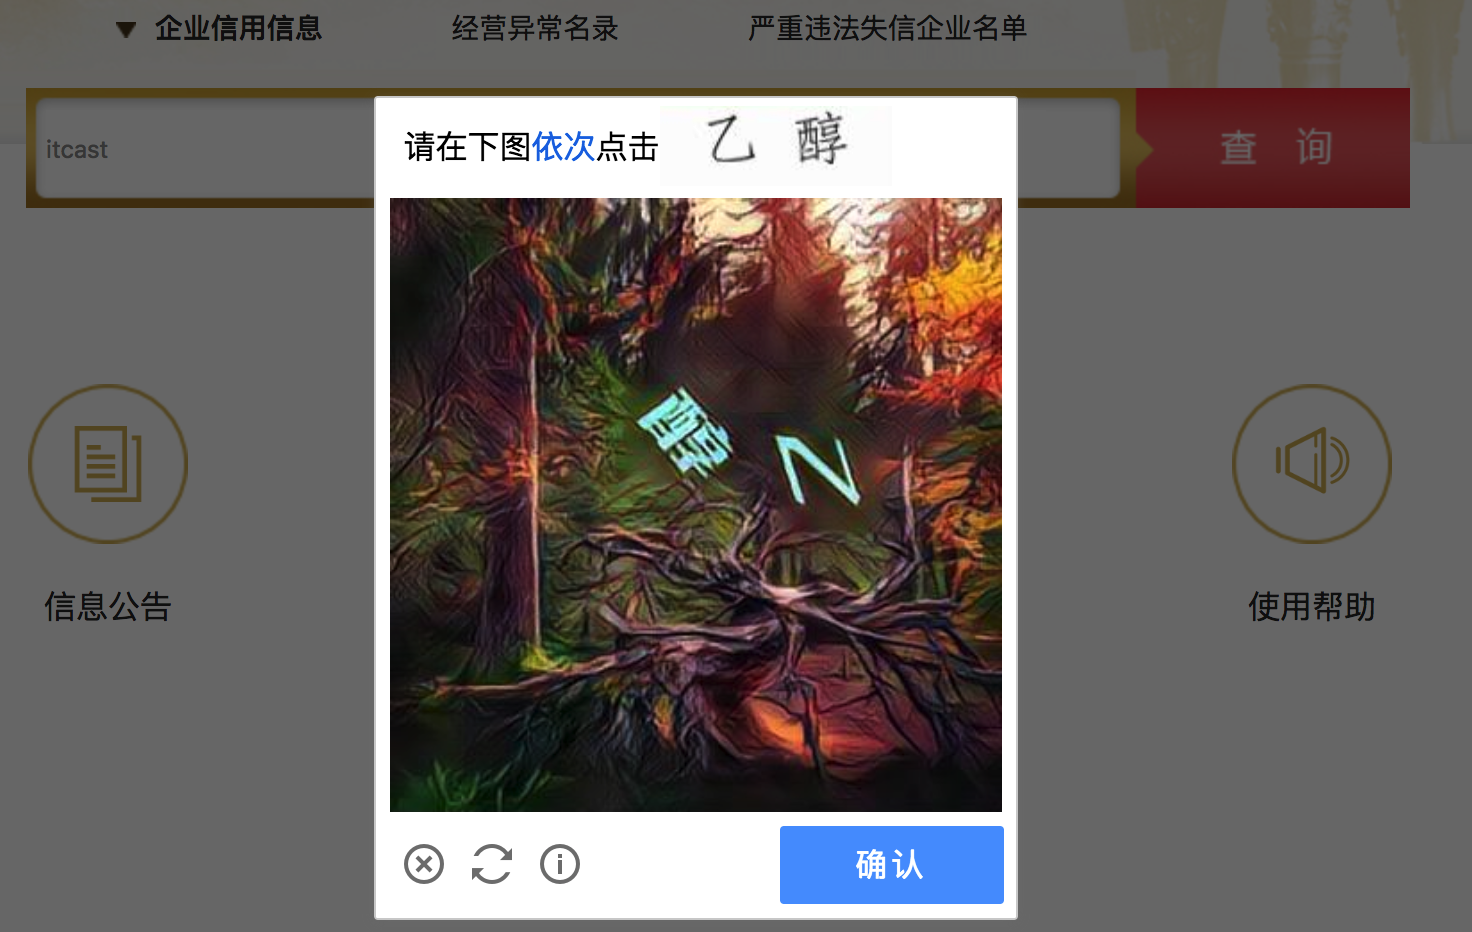 企业信用信息 经营异常名录 严重违法失信企业名单
itcast 查 询
请在下图依次点击 乙 醇
醇 乙
信息公告 使用帮助
确认